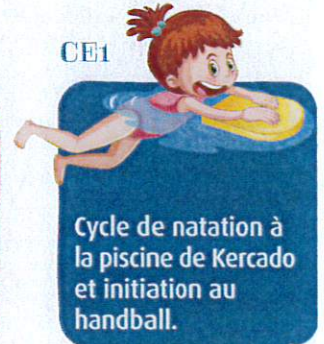 CE1
Cycle de natation à
la piscine de Kercado
et initiation au
handball.